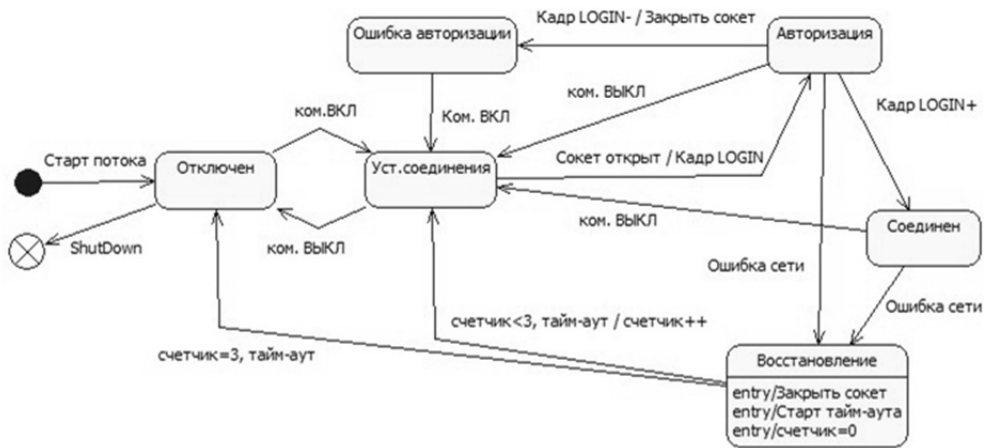 Кадр LOGIN- / Закрыть сокет
Ошибка авторизации
Авторизация
ком. ВЫКЛ
Кадр LOGIN+
ком.ВКЛ
Ком. ВКЛ
Старт потока
Отключен
Уст.соединения
Сокет открыт / Кадр LOGIN
ком. ВЫКЛ
Соединен
ShutDown
ком. ВЫКЛ
Ошибка сети
Ошибка сети
счетчик<3, тайм-аут / счетчик++
счетчик=3, тайм-аут
Восстановление
entry/Закрыть сокет
entry/Старт тайм-аута
entry/счетчик=0